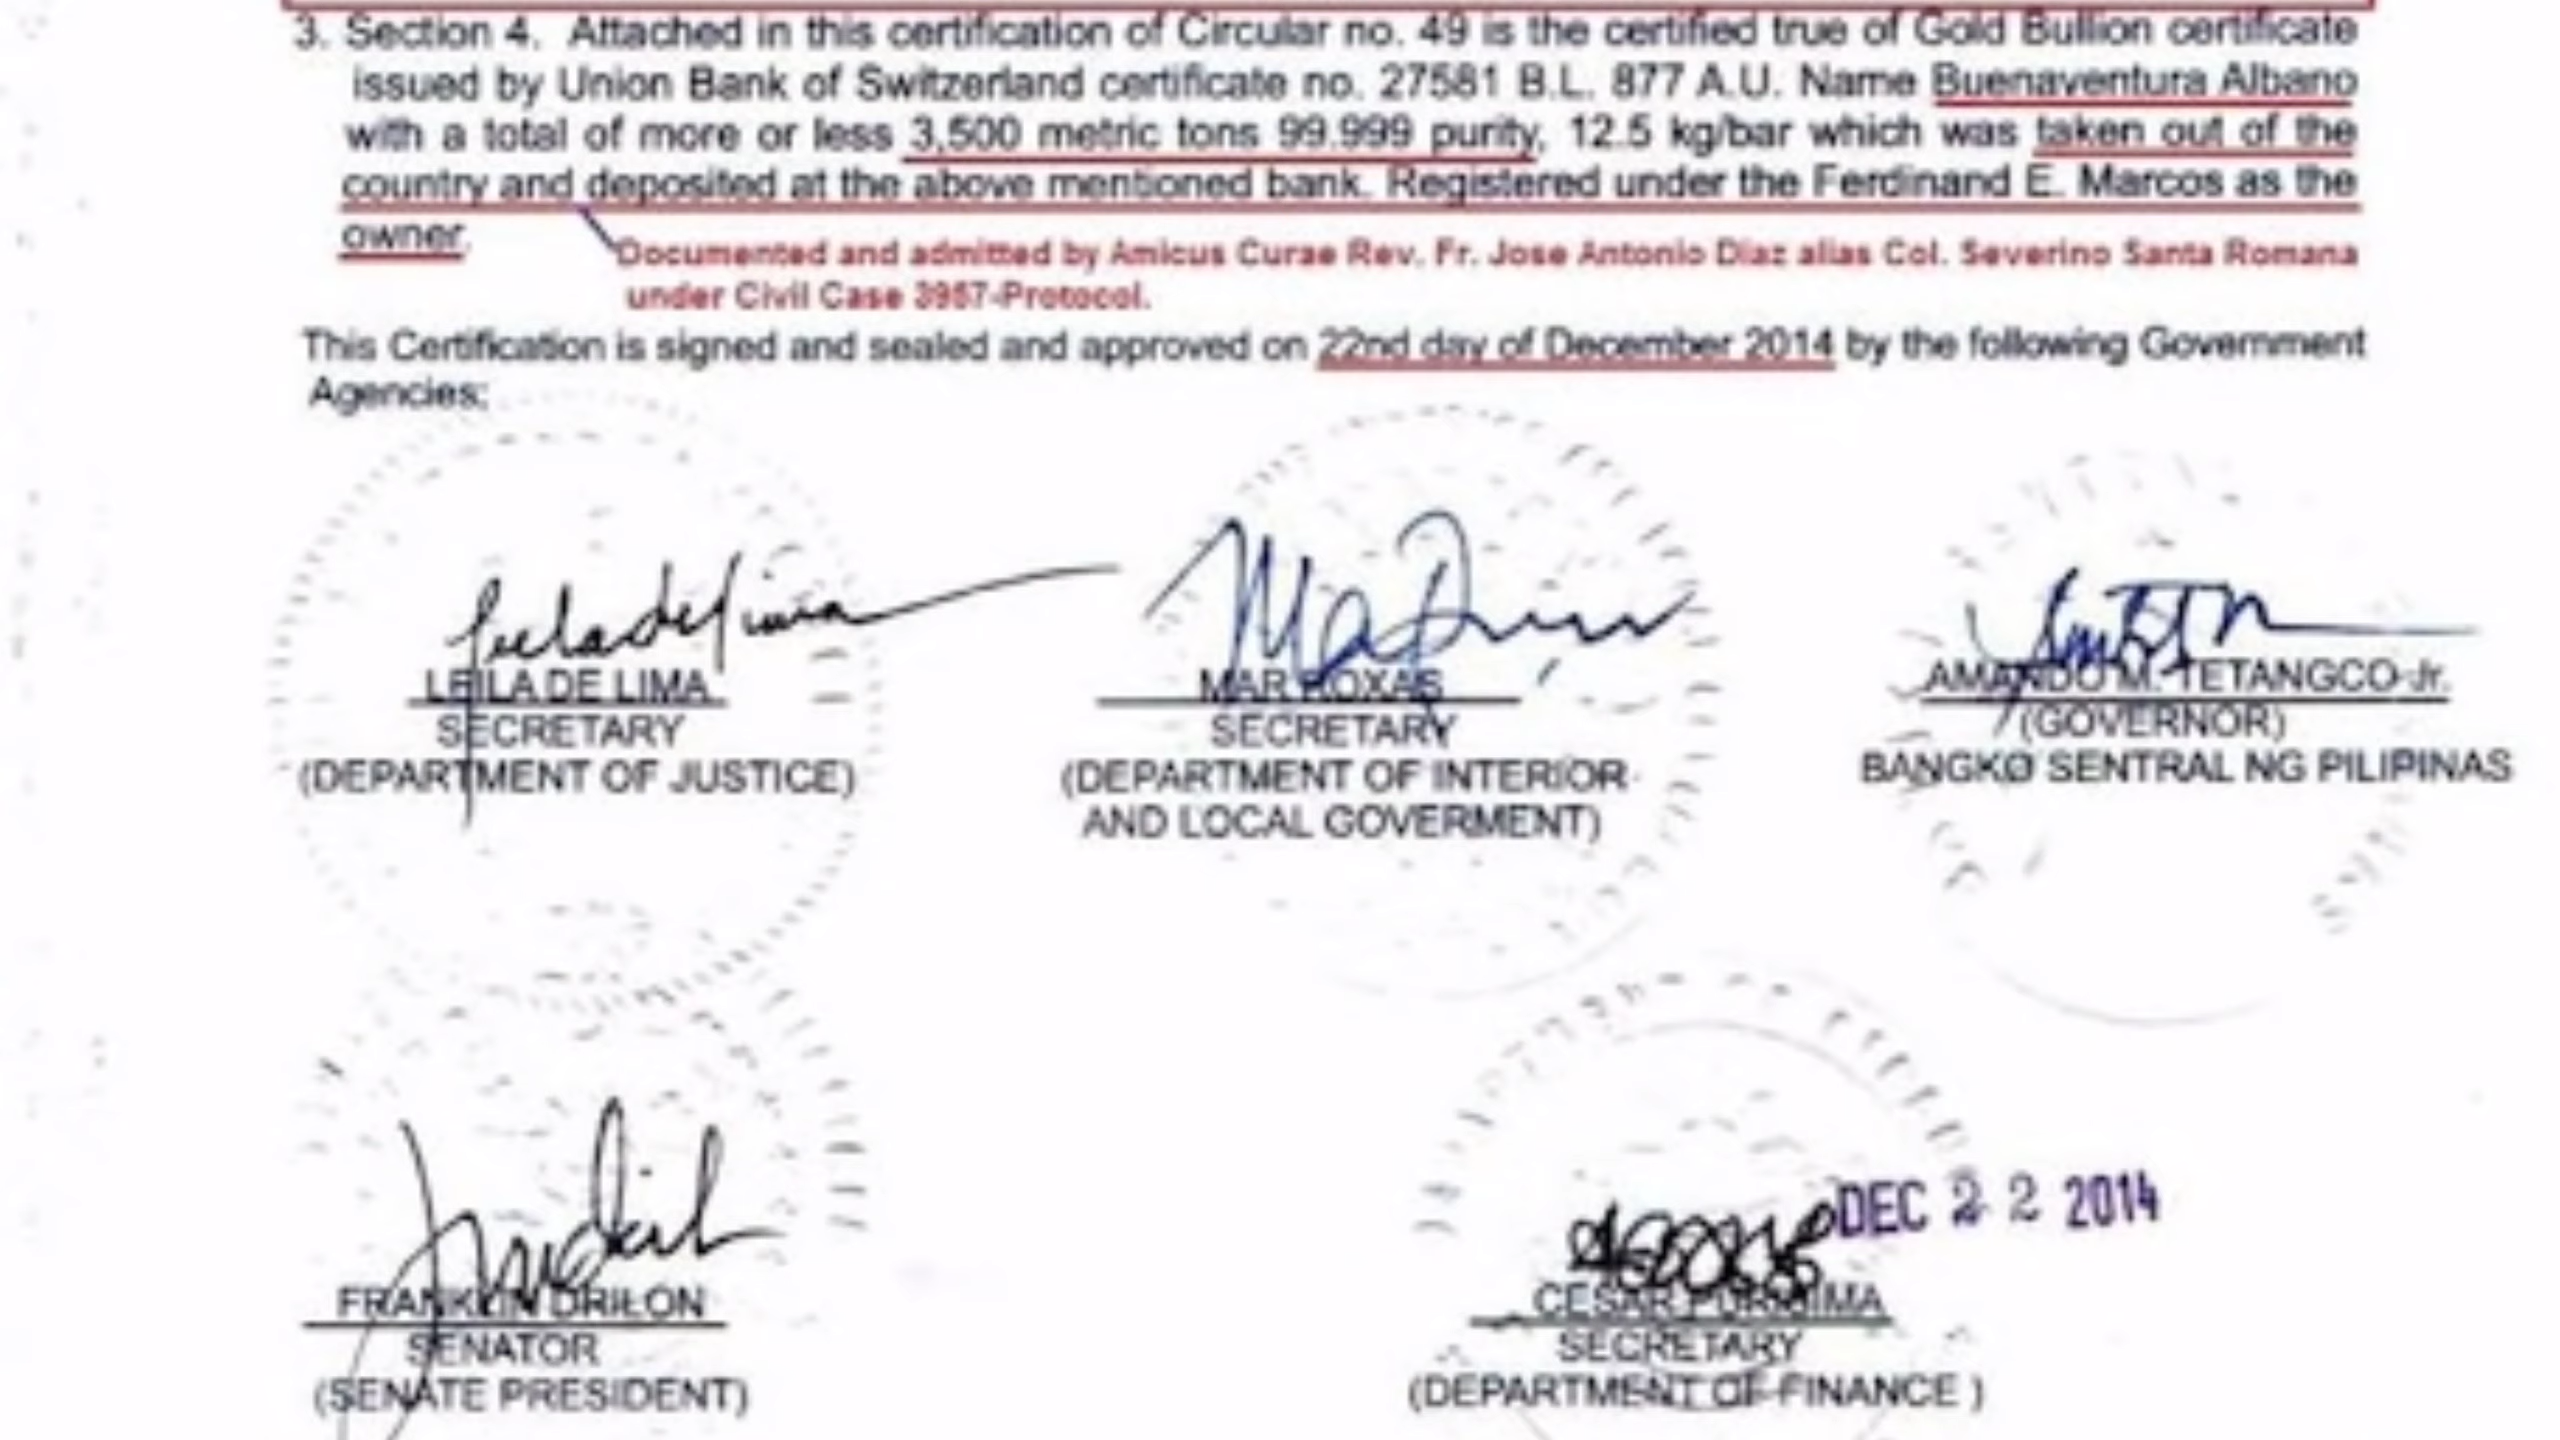 3. Section 4. Attached in this certification of Circular no. 49 is the certified true of Gold Bullion certificate
issued by Union Bank of Switzerland certificate no. 27581 B.L. 877 A.U. Name Buenaventura Albano
with a total of more or less 3,500 metric tons 99.999 purity, 12.5 kg/bar which was taken out of the
country and deposited at the above mentioned bank. Registered under the Ferdinand E. Marcos as the
owner.
Documented and admitted by Amicus Curae Rev. Fr. Jose Antonio Diaz alias Col. Severino Santa Romana
under Civil Case 3957-Protocol.
This Certification is signed and sealed and approved on 22nd day of December 2014 by the following Government
Agencies;
LEILA DE LIMA
SECRETARY
(DEPARTMENT OF JUSTICE)
MAR ROXAS
SECRETARY
(DEPARTMENT OF INTERIOR
AND LOCAL GOVERMENT)
AMANDO M. TETANGCO Jr.
(GOVERNOR)
BANGKO SENTRAL NG PILIPINAS
FRANKLIN DRILON
SENATOR
(SENATE PRESIDENT)
DEC 22 2014
CESAR PURISIMA
SECRETARY
(DEPARTMENT OF FINANCE )